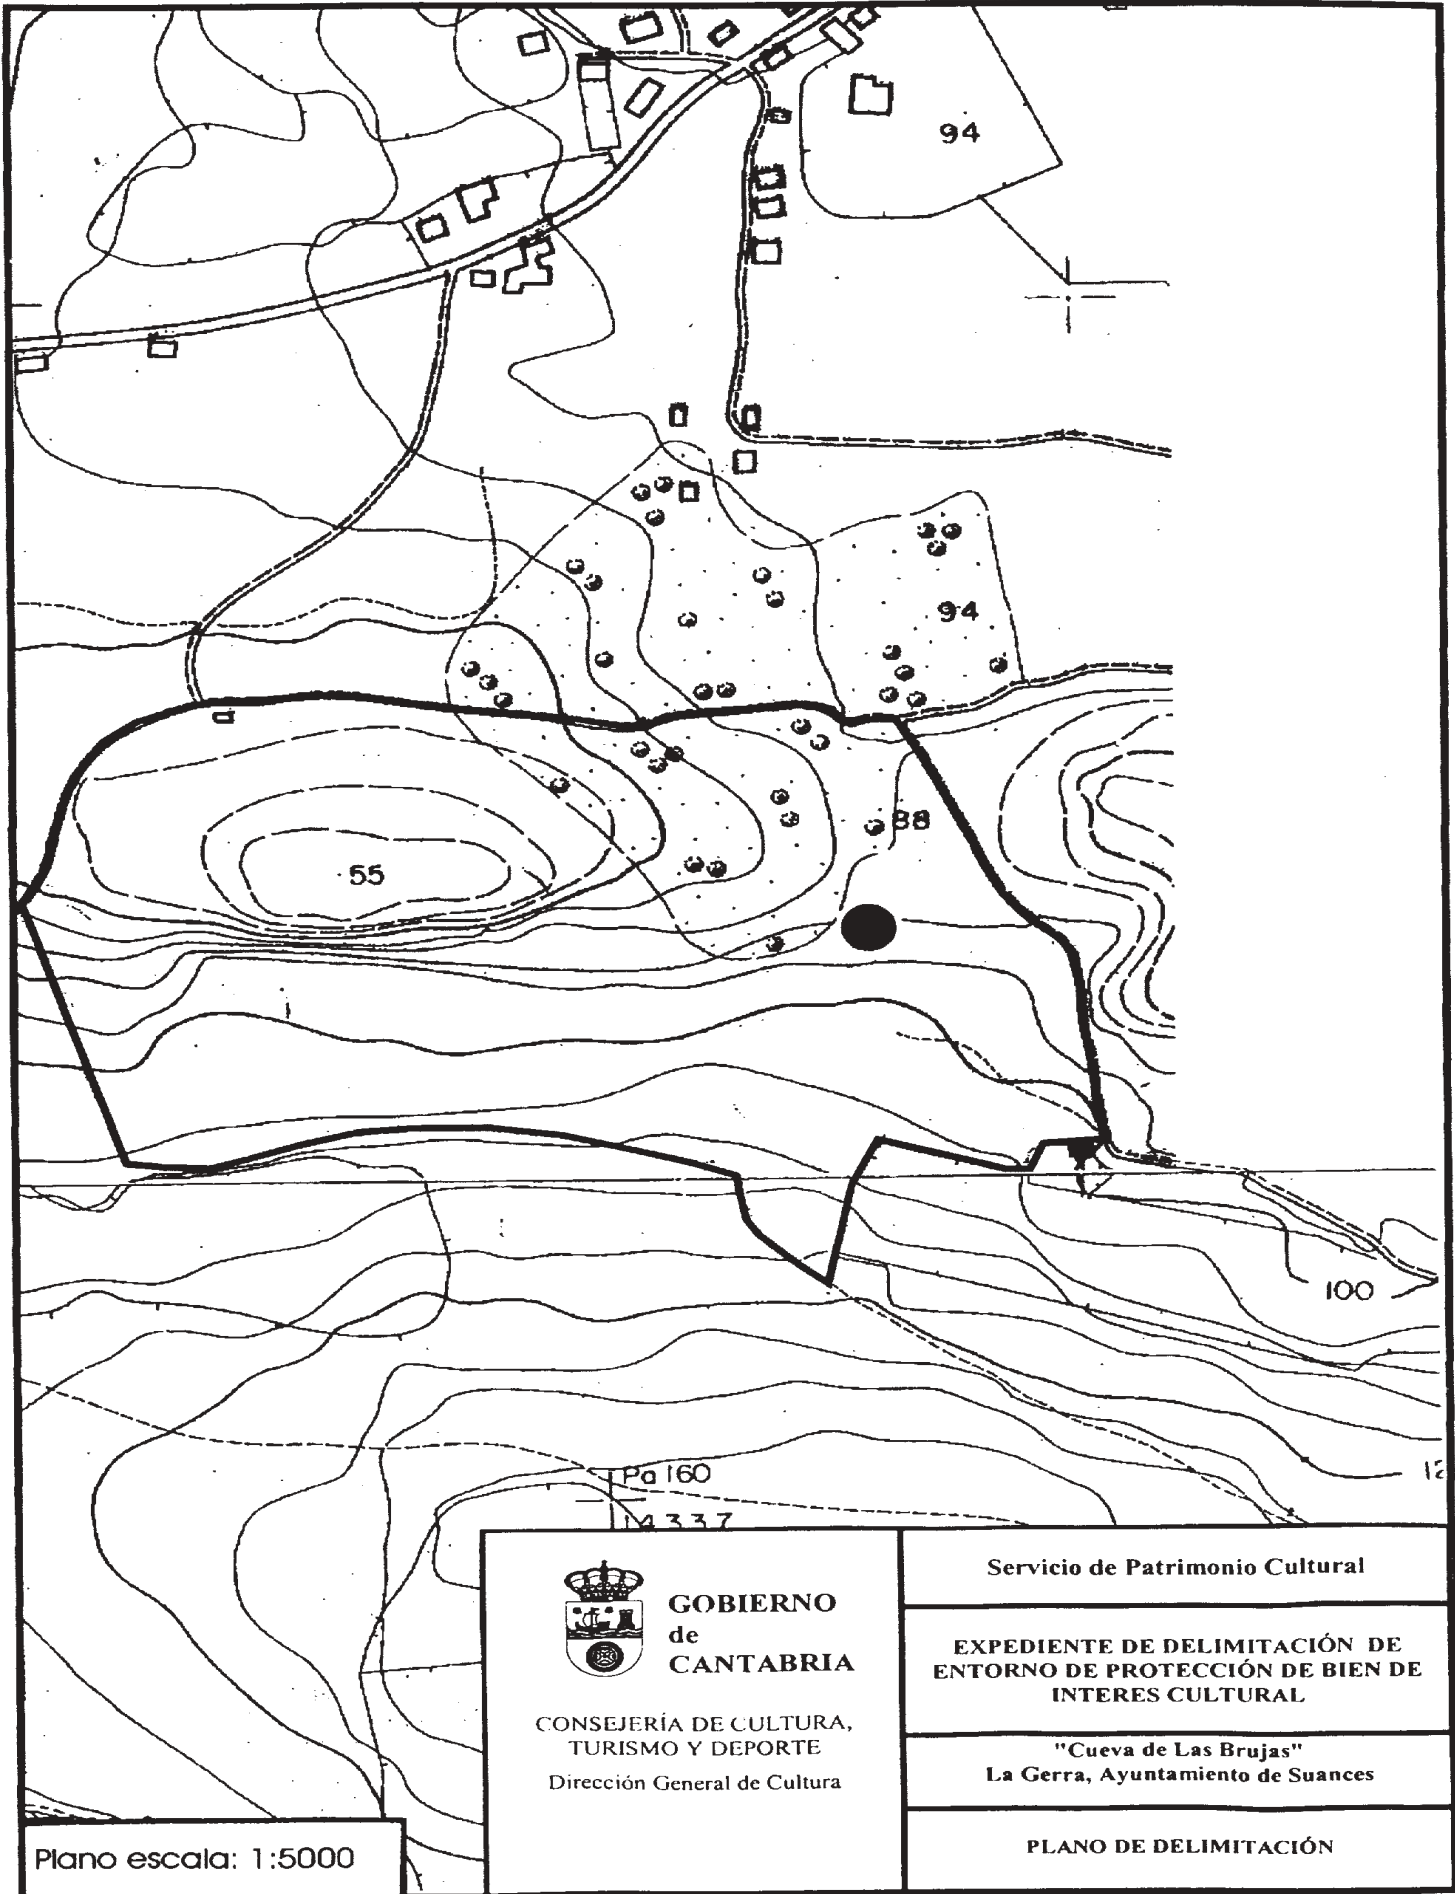 94
94
88
55
100
12
Pa 160
14337
GOBIERNO
de
CANTABRIA
CONSEJERÍA DE CULTURA,
TURISMO Y DEPORTE
Dirección General de Cultura
Servicio de Patrimonio Cultural
EXPEDIENTE DE DELIMITACIÓN DE
ENTORNO DE PROTECCIÓN DE BIEN DE
INTERES CULTURAL
"Cueva de Las Brujas"
La Gerra, Ayuntamiento de Suances
PLANO DE DELIMITACIÓN
Plano escala: 1:5000